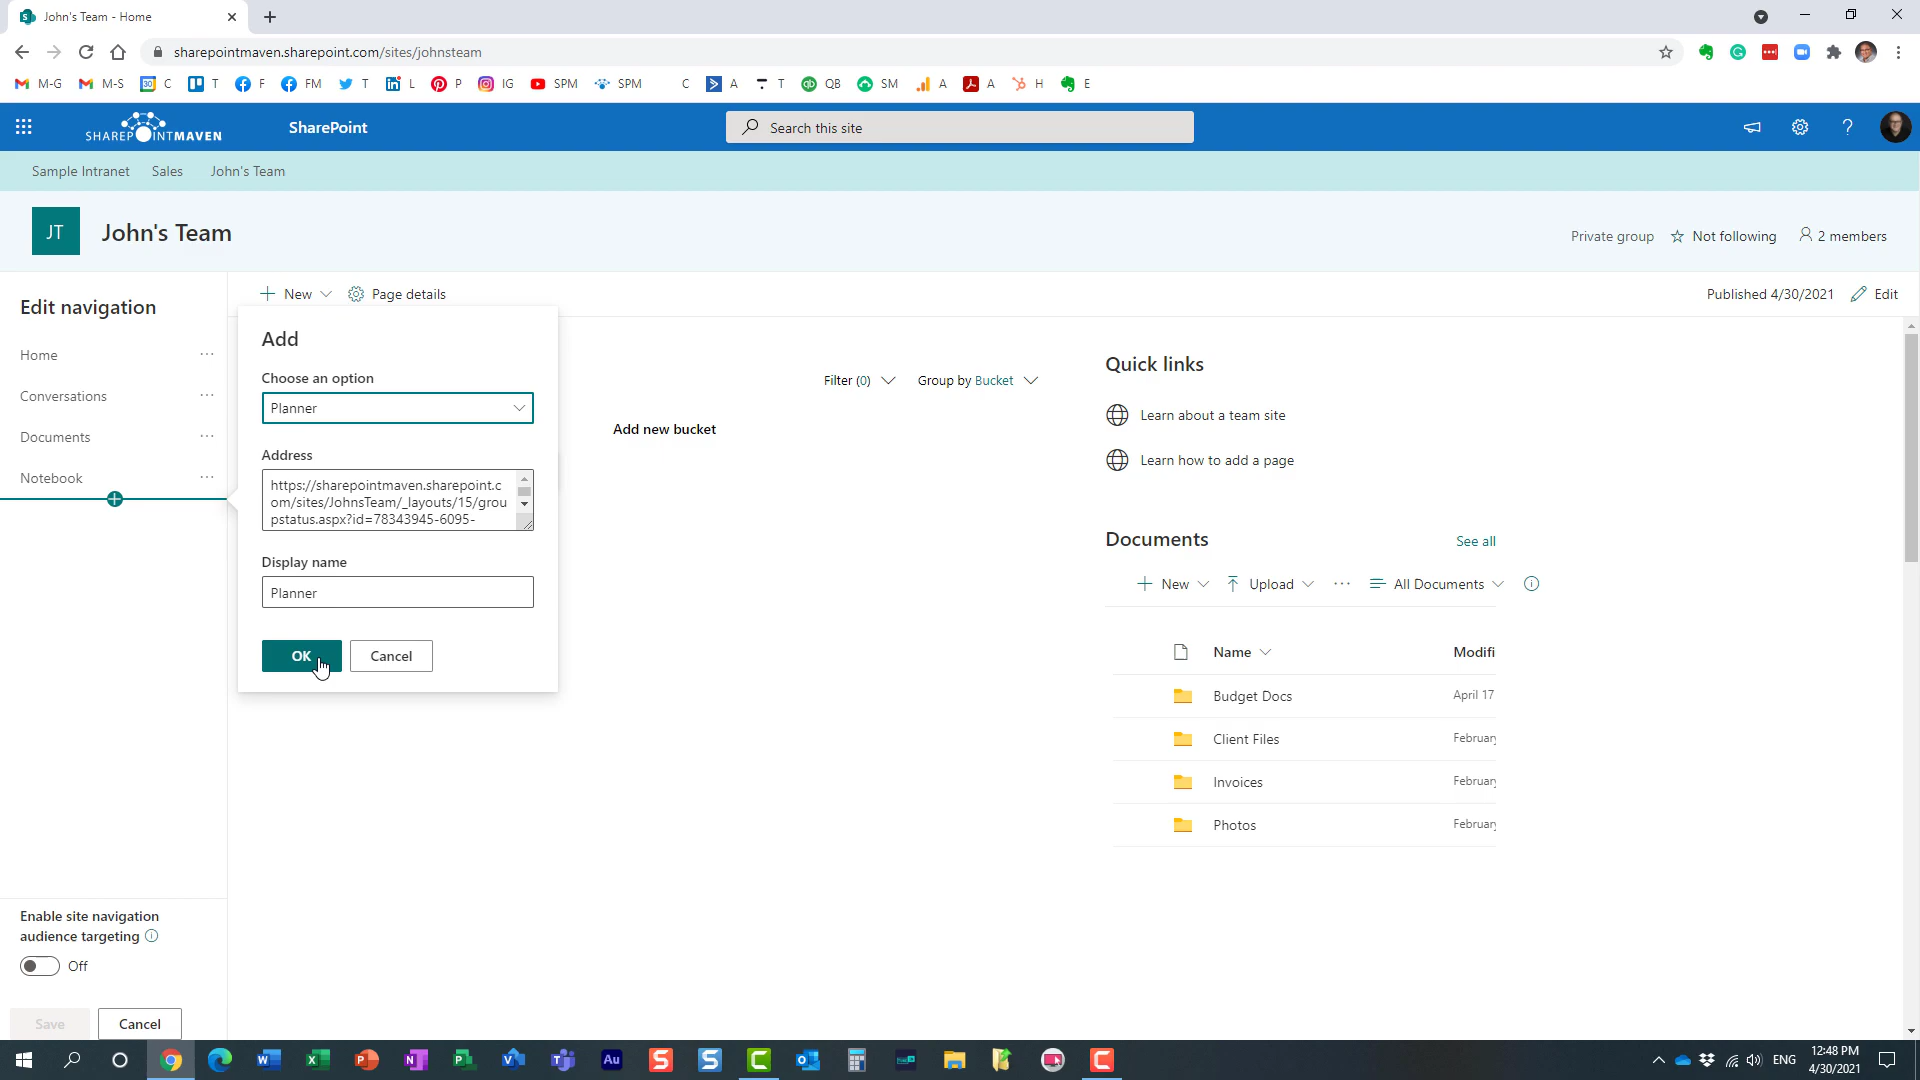 John's Team - Home
sharepointmaven.sharepoint.com/sites/johnsteam
M-G
M-S
C
T
F
FM
T
L
P
IG
SPM
SPM
C
A
T
QB
SM
A
A
H
E
SHAREPOINTMAVEN
SharePoint
Search this site
Sample Intranet
Sales
John's Team
JT
John's Team
Private group
Not following
2 members
Edit navigation
New
Page details
Published 4/30/2021
Edit
Home
Conversations
Documents
Notebook
Add
Choose an option
Planner
Address
https://sharepointmaven.sharepoint.c
om/sites/JohnsTeam/_layouts/15/grou
pstatus.aspx?id=78343945-6095-
Display name
Planner
OK
Cancel
Filter (0)
Group by Bucket
Add new bucket
Quick links
Learn about a team site
Learn how to add a page
Documents
See all
New
Upload
All Documents
Name
Modifi
Budget Docs
April 17
Client Files
February
Invoices
February
Photos
February
Enable site navigation
audience targeting
Off
Save
Cancel
ENG
12:48 PM
4/30/2021